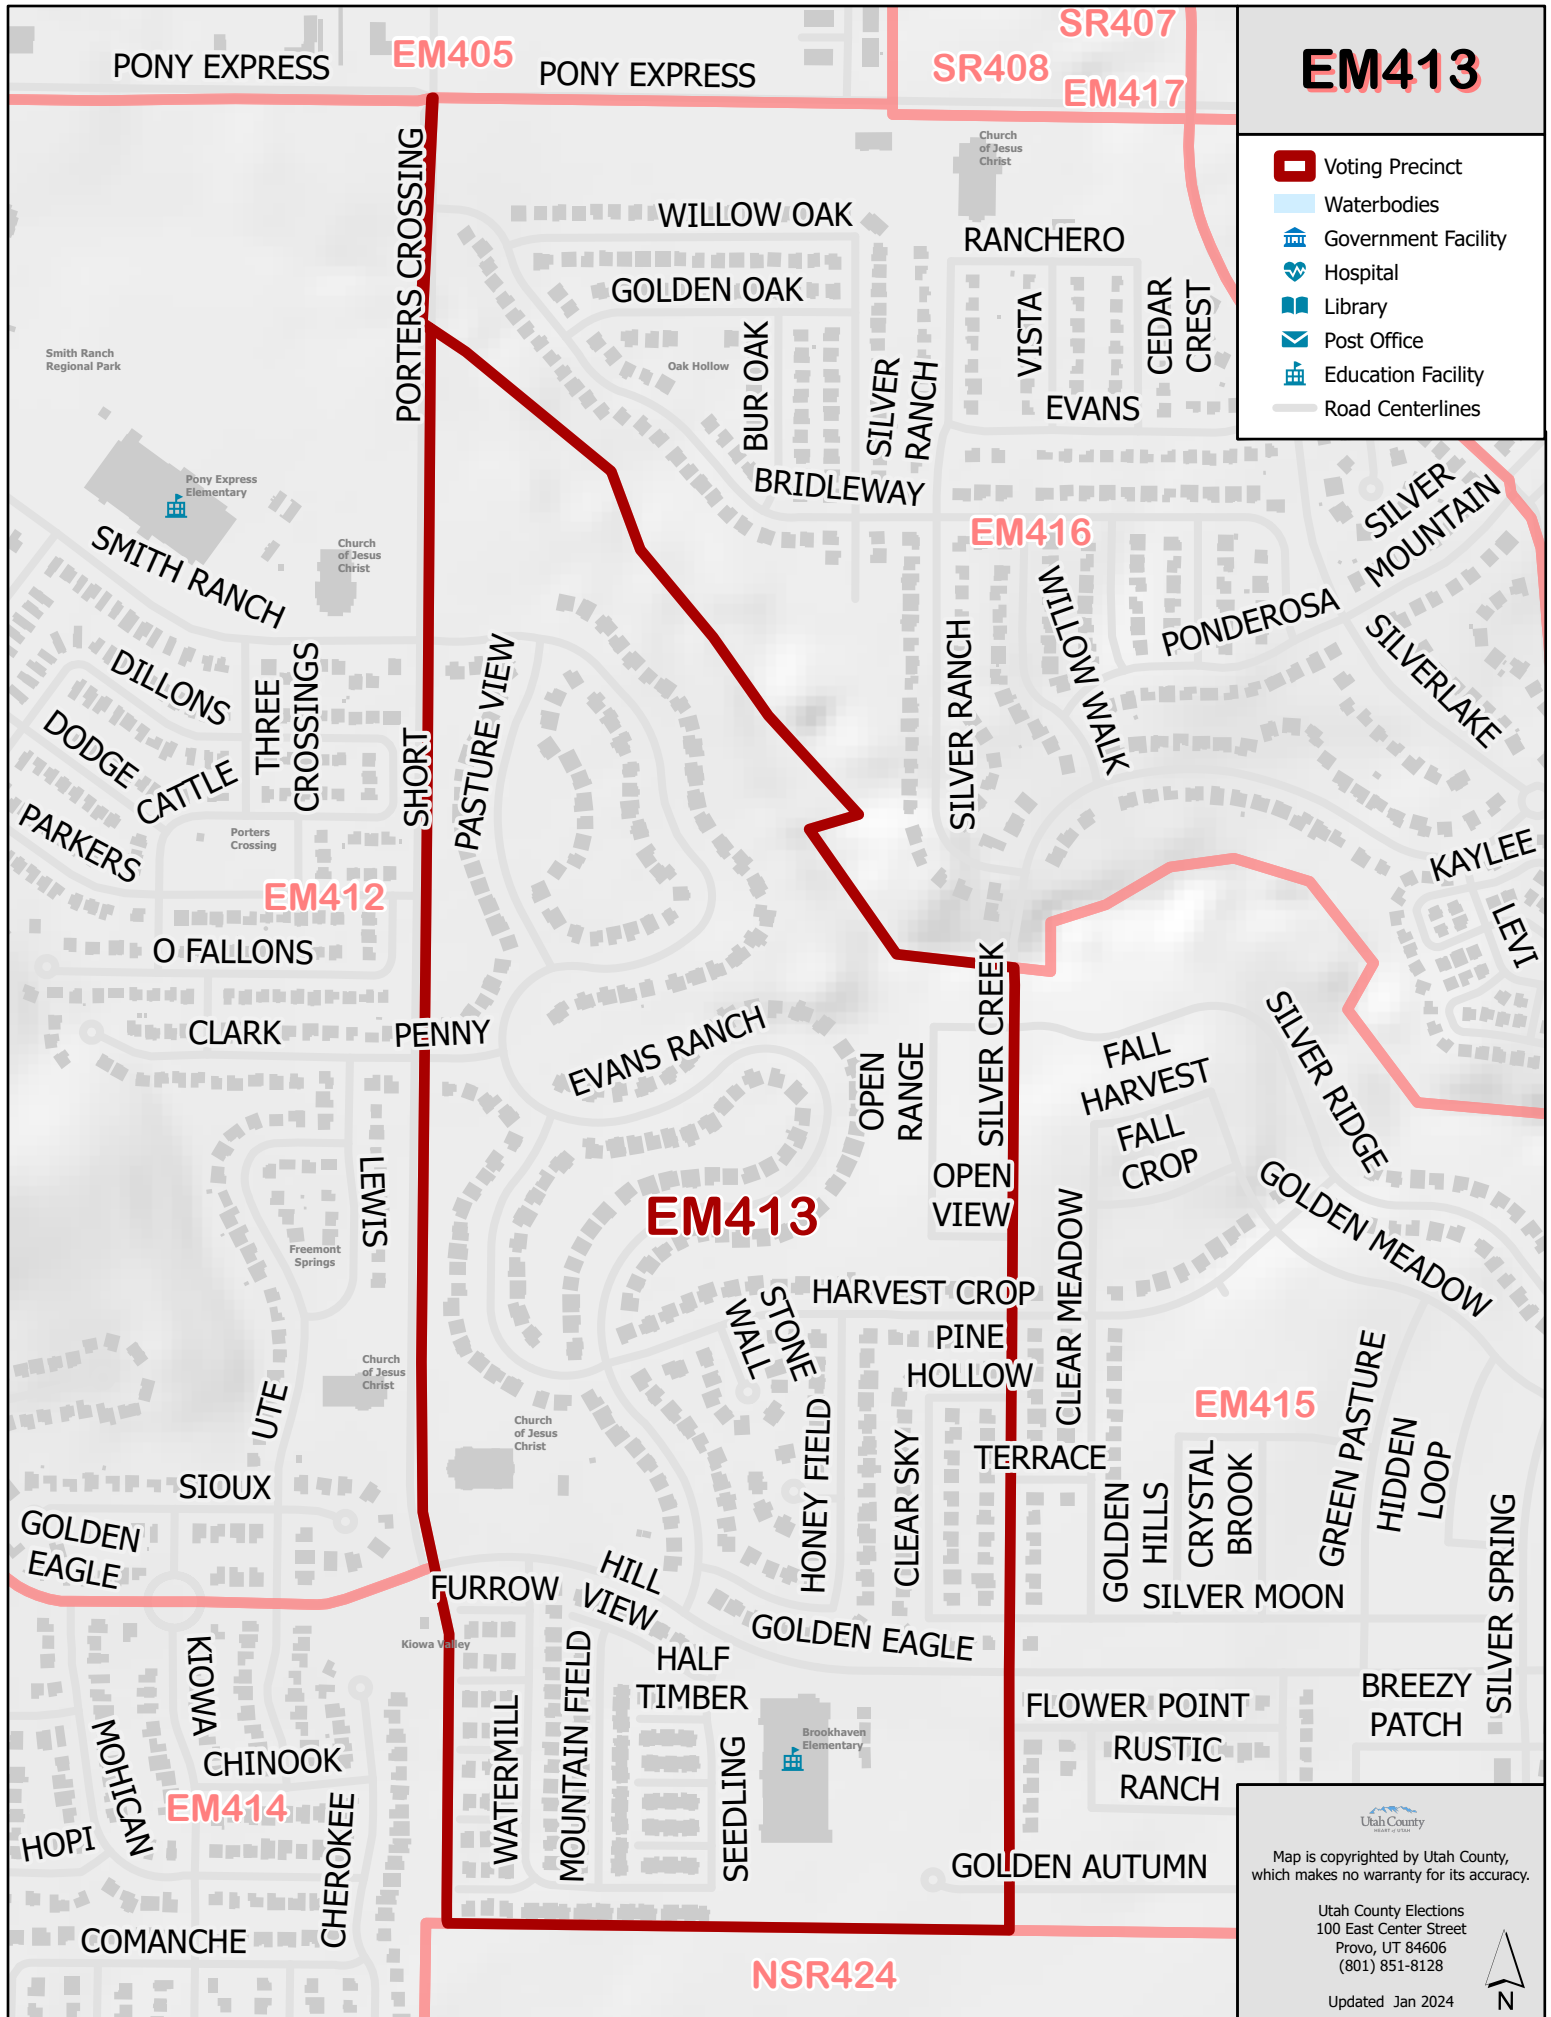 SR407
EM405
PONY EXPRESS
PONY EXPRESS
SR408
EM417
EM413
Church
of Jesus
Christ
PORTERS CROSSING
WILLOW OAK
RANCHERO
GOLDEN OAK
VISTA
CEDAR
CREST
Smith Ranch
Regional Park
Oak Hollow
BUR OAK
SILVER
RANCH
EVANS
Voting Precinct
Waterbodies
Government Facility
Hospital
Library
Post Office
Education Facility
Road Centerlines
Pony Express
Elementary
BRIDLEWAY
SILVER
MOUNTAIN
EM416
SMITH RANCH
Church
of Jesus
Christ
WILLOW WALK
PONDEROSA
SILVERLAKE
SILVER RANCH
DILLONS
THREE
CROSSINGS
PASTURE VIEW
DODGE
CATTLE
SHORT
PARKERS
Porters
Crossing
KAYLEE
EM412
LEVI
O FALLONS
SILVER CREEK
CLARK
PENNY
EVANS RANCH
OPEN
RANGE
FALL
HARVEST
SILVER RIDGE
FALL
CROP
LEWIS
OPEN
VIEW
EM413
GOLDEN MEADOW
CLEAR MEADOW
Freemont
Springs
HARVEST CROP
STONE
WALL
PINE
HOLLOW
Church
of Jesus
Christ
UTE
GREEN PASTURE
EM415
Church
of Jesus
Christ
HONEY FIELD
CLEAR SKY
TERRACE
HIDDEN
LOOP
SIOUX
GOLDEN
HILLS
CRYSTAL
BROOK
SILVER SPRING
GOLDEN
EAGLE
FURROW
HILL
VIEW
SILVER MOON
Kiowa Valley
GOLDEN EAGLE
KIOWA
MOUNTAIN FIELD
HALF
TIMBER
FLOWER POINT
BREEZY
PATCH
WATERMILL
Brookhaven
Elementary
MOHICAN
CHINOOK
SEEDLING
RUSTIC
RANCH
EM414
HOPI
CHEROKEE
GOLDEN AUTUMN
COMANCHE
NSR424
Utah County
HEART of UTAH
Map is copyrighted by Utah County,
which makes no warranty for its accuracy.
Utah County Elections
100 East Center Street
Provo, UT 84606
(801) 851-8128
Updated Jan 2024
N